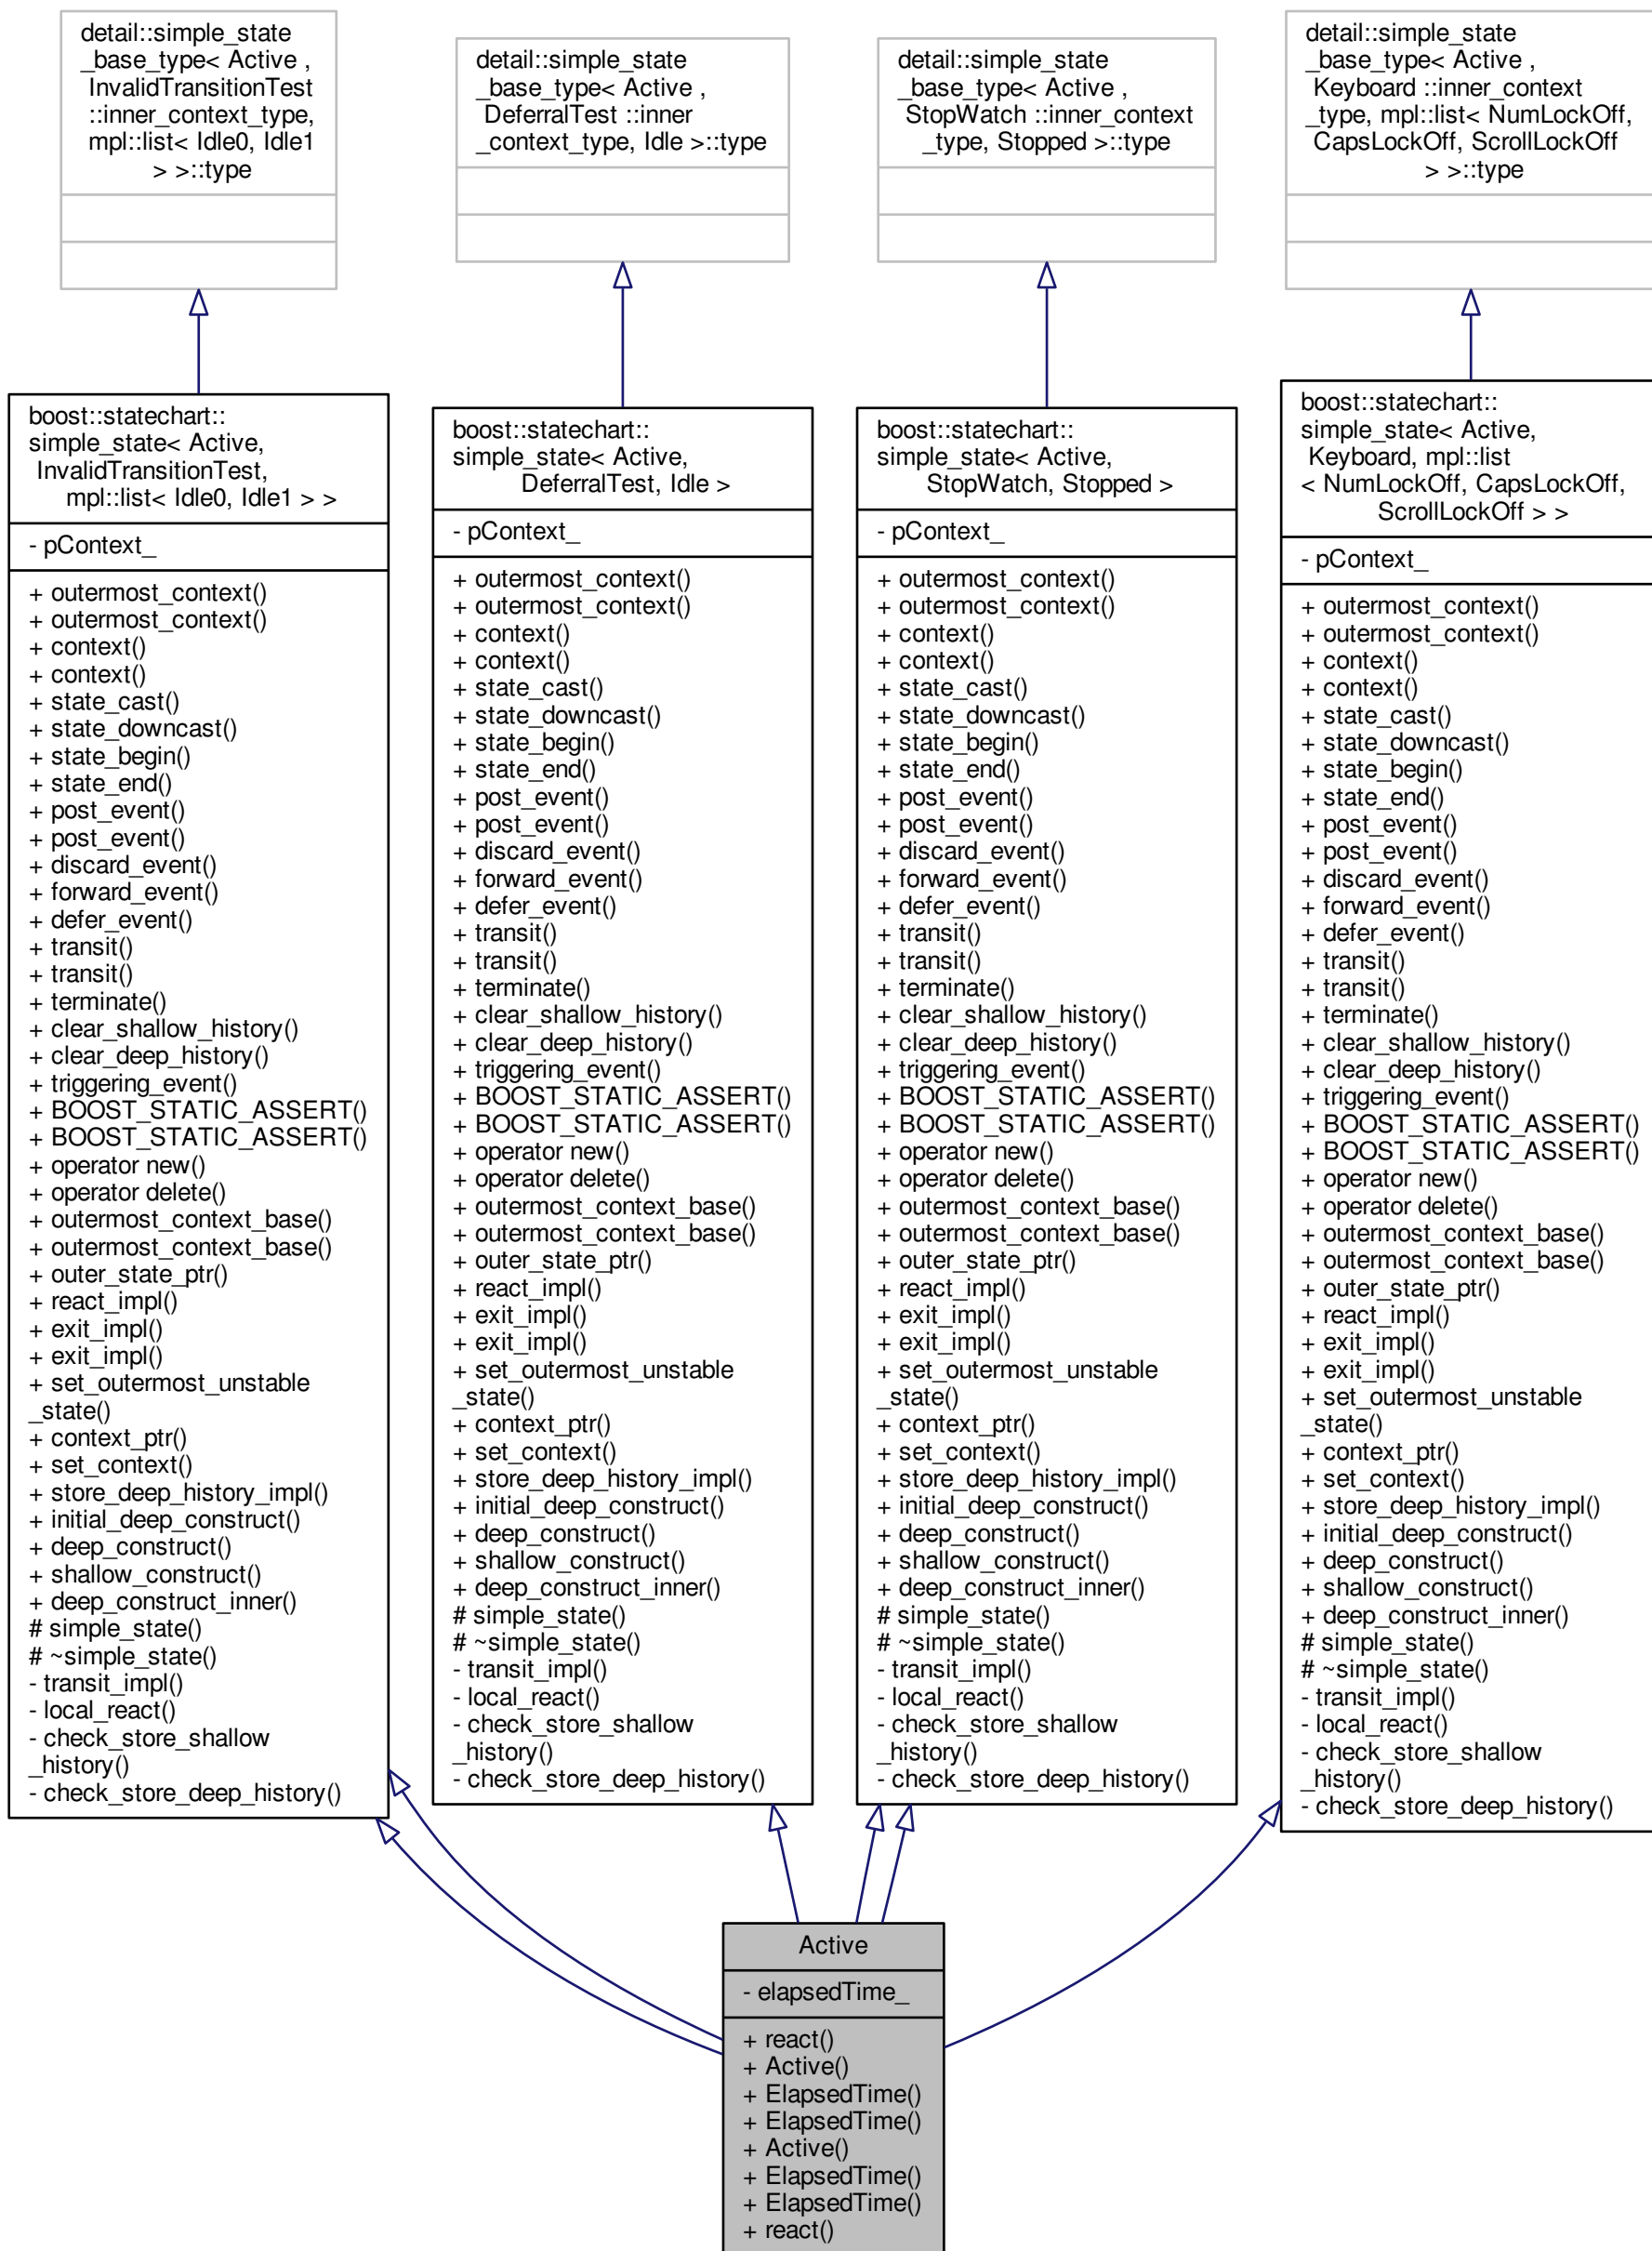 detail::simple_state
_base_type< Active ,
InvalidTransitionTest
::inner_context_type,
mpl::list< Idle0, Idle1
> >::type
detail::simple_state
_base_type< Active ,
DeferralTest ::inner
_context_type, Idle >::type
detail::simple_state
_base_type< Active ,
StopWatch ::inner_context
_type, Stopped >::type
detail::simple_state
_base_type< Active ,
Keyboard ::inner_context
_type, mpl::list< NumLockOff,
CapsLockOff, ScrollLockOff
> >::type
boost::statechart::
simple_state< Active,
InvalidTransitionTest,
mpl::list< Idle0, Idle1 > >
- pContext_
+ outermost_context()
+ outermost_context()
+ context()
+ context()
+ state_cast()
+ state_downcast()
+ state_begin()
+ state_end()
+ post_event()
+ post_event()
+ discard_event()
+ forward_event()
+ defer_event()
+ transit()
+ transit()
+ terminate()
+ clear_shallow_history()
+ clear_deep_history()
+ triggering_event()
+ BOOST_STATIC_ASSERT()
+ BOOST_STATIC_ASSERT()
+ operator new()
+ operator delete()
+ outermost_context_base()
+ outermost_context_base()
+ outer_state_ptr()
+ react_impl()
+ exit_impl()
+ exit_impl()
+ set_outermost_unstable
_state()
+ context_ptr()
+ set_context()
+ store_deep_history_impl()
+ initial_deep_construct()
+ deep_construct()
+ shallow_construct()
+ deep_construct_inner()
# simple_state()
# ~simple_state()
- transit_impl()
- local_react()
- check_store_shallow
_history()
- check_store_deep_history()
boost::statechart::
simple_state< Active,
DeferralTest, Idle >
- pContext_
+ outermost_context()
+ outermost_context()
+ context()
+ context()
+ state_cast()
+ state_downcast()
+ state_begin()
+ state_end()
+ post_event()
+ post_event()
+ discard_event()
+ forward_event()
+ defer_event()
+ transit()
+ transit()
+ terminate()
+ clear_shallow_history()
+ clear_deep_history()
+ triggering_event()
+ BOOST_STATIC_ASSERT()
+ BOOST_STATIC_ASSERT()
+ operator new()
+ operator delete()
+ outermost_context_base()
+ outermost_context_base()
+ outer_state_ptr()
+ react_impl()
+ exit_impl()
+ exit_impl()
+ set_outermost_unstable
_state()
+ context_ptr()
+ set_context()
+ store_deep_history_impl()
+ initial_deep_construct()
+ deep_construct()
+ shallow_construct()
+ deep_construct_inner()
# simple_state()
# ~simple_state()
- transit_impl()
- local_react()
- check_store_shallow
_history()
- check_store_deep_history()
boost::statechart::
simple_state< Active,
StopWatch, Stopped >
- pContext_
+ outermost_context()
+ outermost_context()
+ context()
+ context()
+ state_cast()
+ state_downcast()
+ state_begin()
+ state_end()
+ post_event()
+ post_event()
+ discard_event()
+ forward_event()
+ defer_event()
+ transit()
+ transit()
+ terminate()
+ clear_shallow_history()
+ clear_deep_history()
+ triggering_event()
+ BOOST_STATIC_ASSERT()
+ BOOST_STATIC_ASSERT()
+ operator new()
+ operator delete()
+ outermost_context_base()
+ outermost_context_base()
+ outer_state_ptr()
+ react_impl()
+ exit_impl()
+ exit_impl()
+ set_outermost_unstable
_state()
+ context_ptr()
+ set_context()
+ store_deep_history_impl()
+ initial_deep_construct()
+ deep_construct()
+ shallow_construct()
+ deep_construct_inner()
# simple_state()
# ~simple_state()
- transit_impl()
- local_react()
- check_store_shallow
_history()
- check_store_deep_history()
boost::statechart::
simple_state< Active,
Keyboard, mpl::list
< NumLockOff, CapsLockOff,
ScrollLockOff > >
- pContext_
+ outermost_context()
+ outermost_context()
+ context()
+ context()
+ state_cast()
+ state_downcast()
+ state_begin()
+ state_end()
+ post_event()
+ post_event()
+ discard_event()
+ forward_event()
+ defer_event()
+ transit()
+ transit()
+ terminate()
+ clear_shallow_history()
+ clear_deep_history()
+ triggering_event()
+ BOOST_STATIC_ASSERT()
+ BOOST_STATIC_ASSERT()
+ operator new()
+ operator delete()
+ outermost_context_base()
+ outermost_context_base()
+ outer_state_ptr()
+ react_impl()
+ exit_impl()
+ exit_impl()
+ set_outermost_unstable
_state()
+ context_ptr()
+ set_context()
+ store_deep_history_impl()
+ initial_deep_construct()
+ deep_construct()
+ shallow_construct()
+ deep_construct_inner()
# simple_state()
# ~simple_state()
- transit_impl()
- local_react()
- check_store_shallow
_history()
- check_store_deep_history()
Active
- elapsedTime_
+ react()
+ Active()
+ ElapsedTime()
+ ElapsedTime()
+ Active()
+ ElapsedTime()
+ ElapsedTime()
+ react()